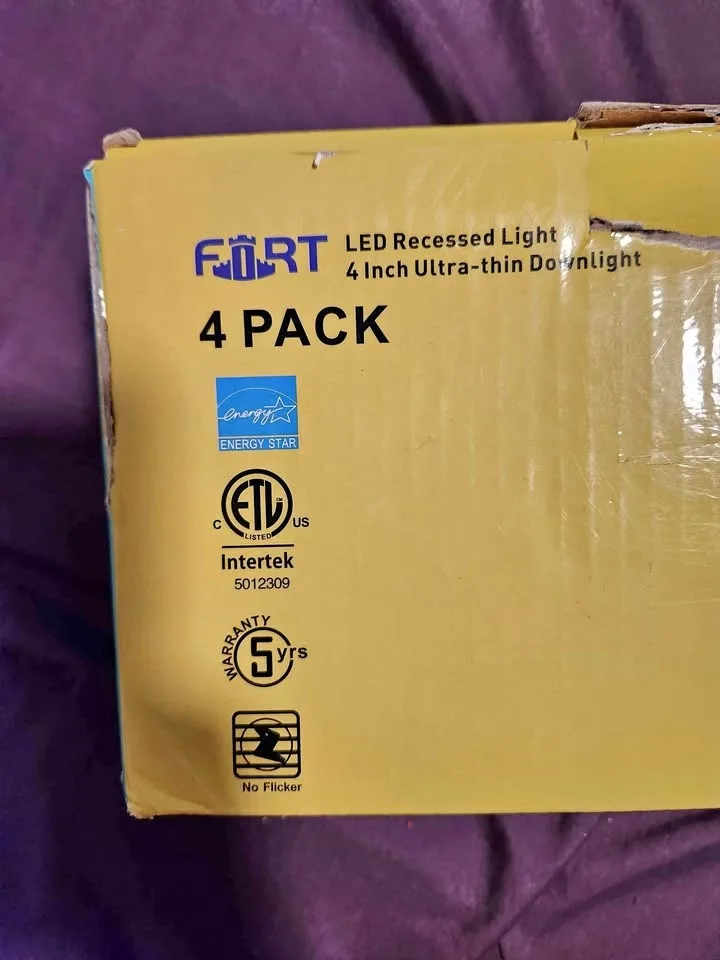 FORT
LED Recessed Light
4 Inch Ultra-thin Downlight
4 PACK
energy
ENERGY STAR
ETL CM
LISTED
C US
Intertek
5012309
WARRANTY
5 yrs
No Flicker